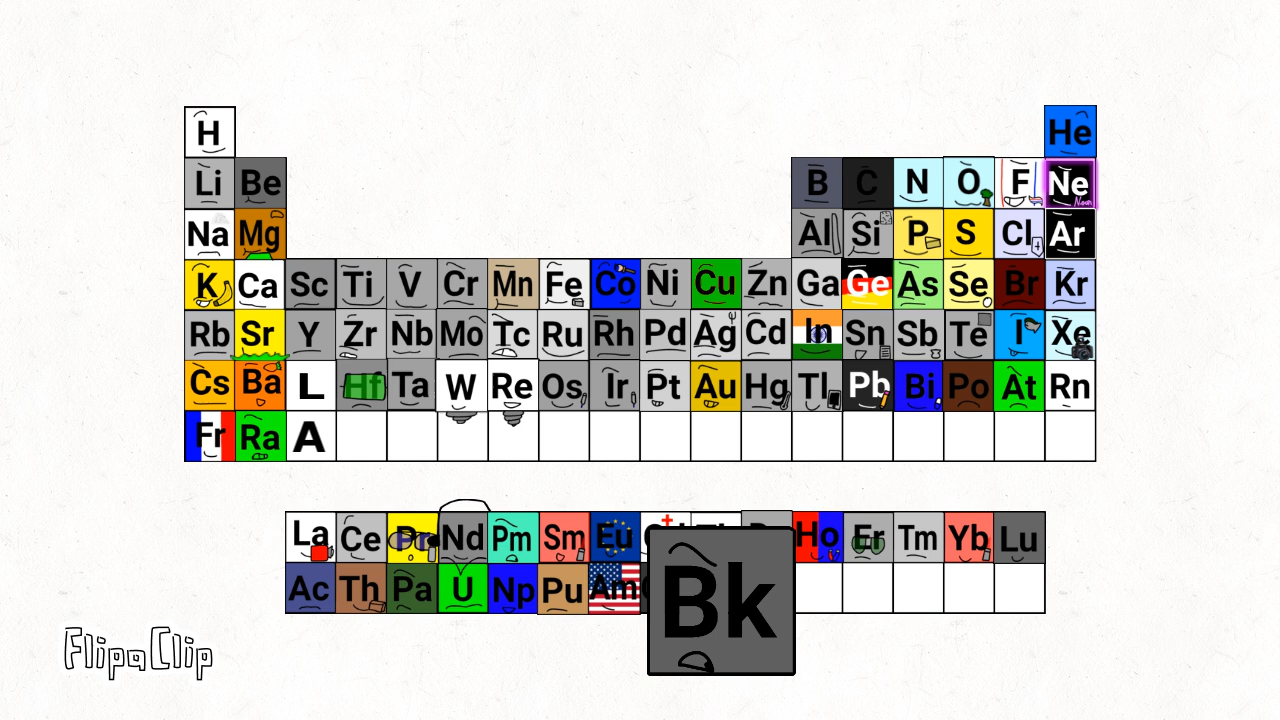 H He
Li Be B C N O F Ne
Neon
Na Mg Al Si P S Cl Ar
K Ca Sc Ti V Cr Mn Fe Co Ni Cu Zn Ga Ge As Se Br Kr
Rb Sr Y Zr Nb Mo Tc Ru Rh Pd Ag Cd In Sn Sb Te I Xe
Cs Ba L Hf Ta W Re Os Ir Pt Au Hg Tl Pb Bi Po At Rn
Fr Ra A
La Ce Pr Nd Pm Sm Eu Ho Er Tm Yb Lu
Ac Th Pa U Np Pu Am
Bk
FlipaClip